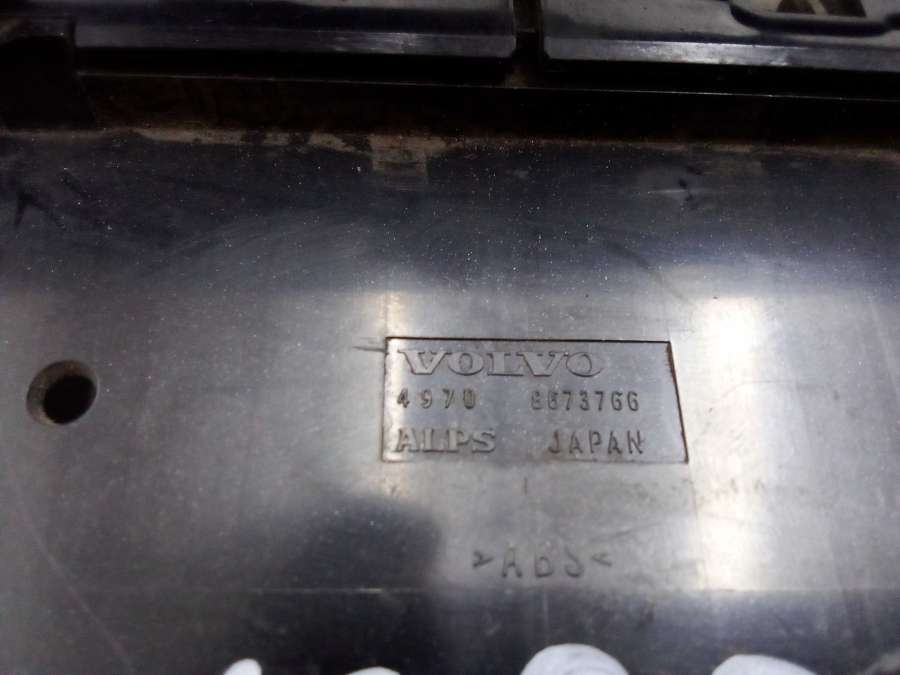 VOLVO
4970 8673766
ALPS JAPAN
>ABS<